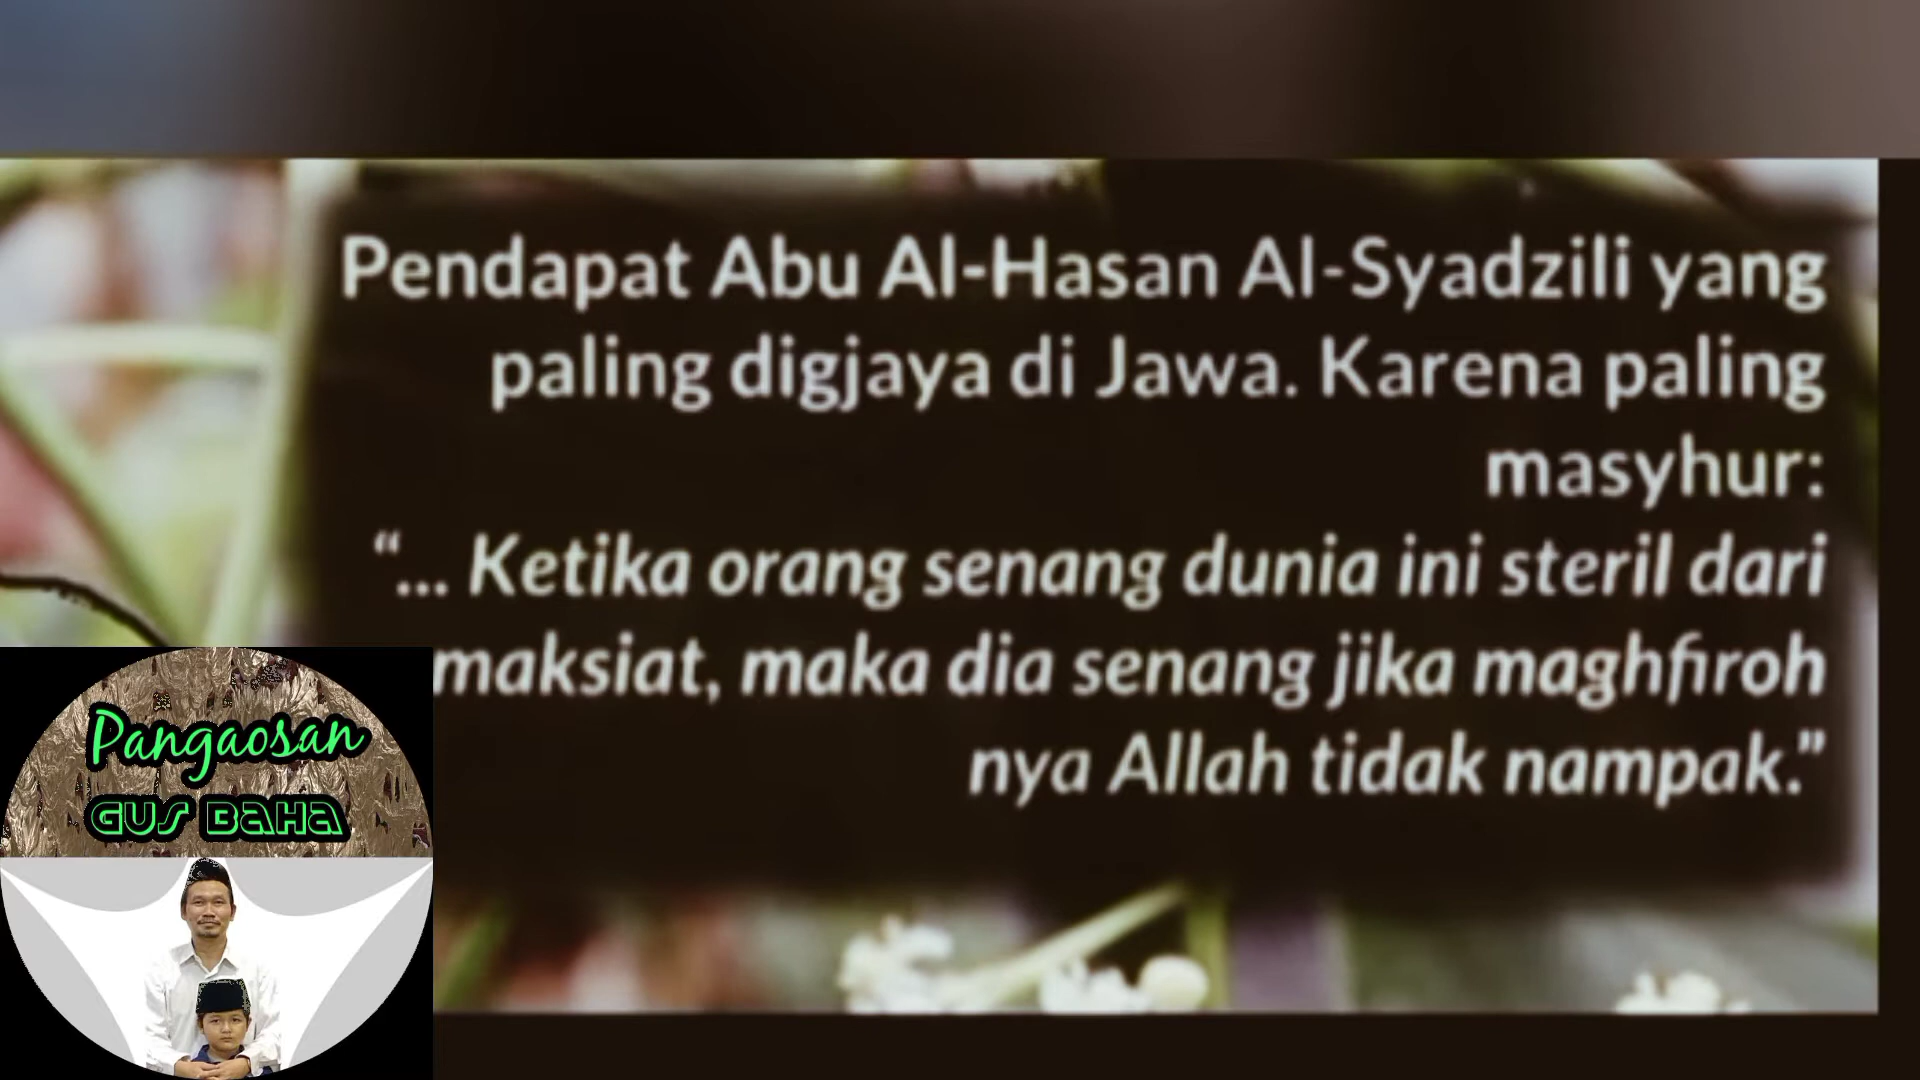 Pendapat Abu Al-Hasan Al-Syadzili yang
paling digjaya di Jawa. Karena paling
masyhur:
“... Ketika orang senang dunia ini steril dari
maksiat, maka dia senang jika maghfiroh
nya Allah tidak nampak.”
Pangaosan
GUS BAHA